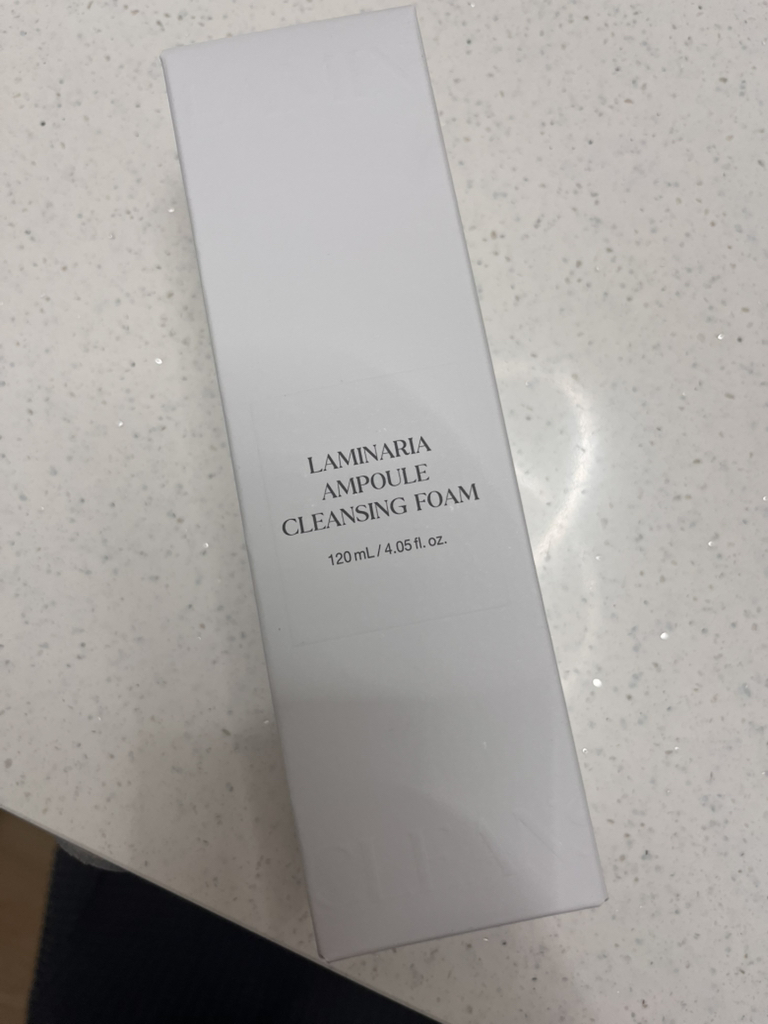 LAMINARIA
AMPOULE
CLEANSING FOAM
120 mL / 4.05 fl. oz.